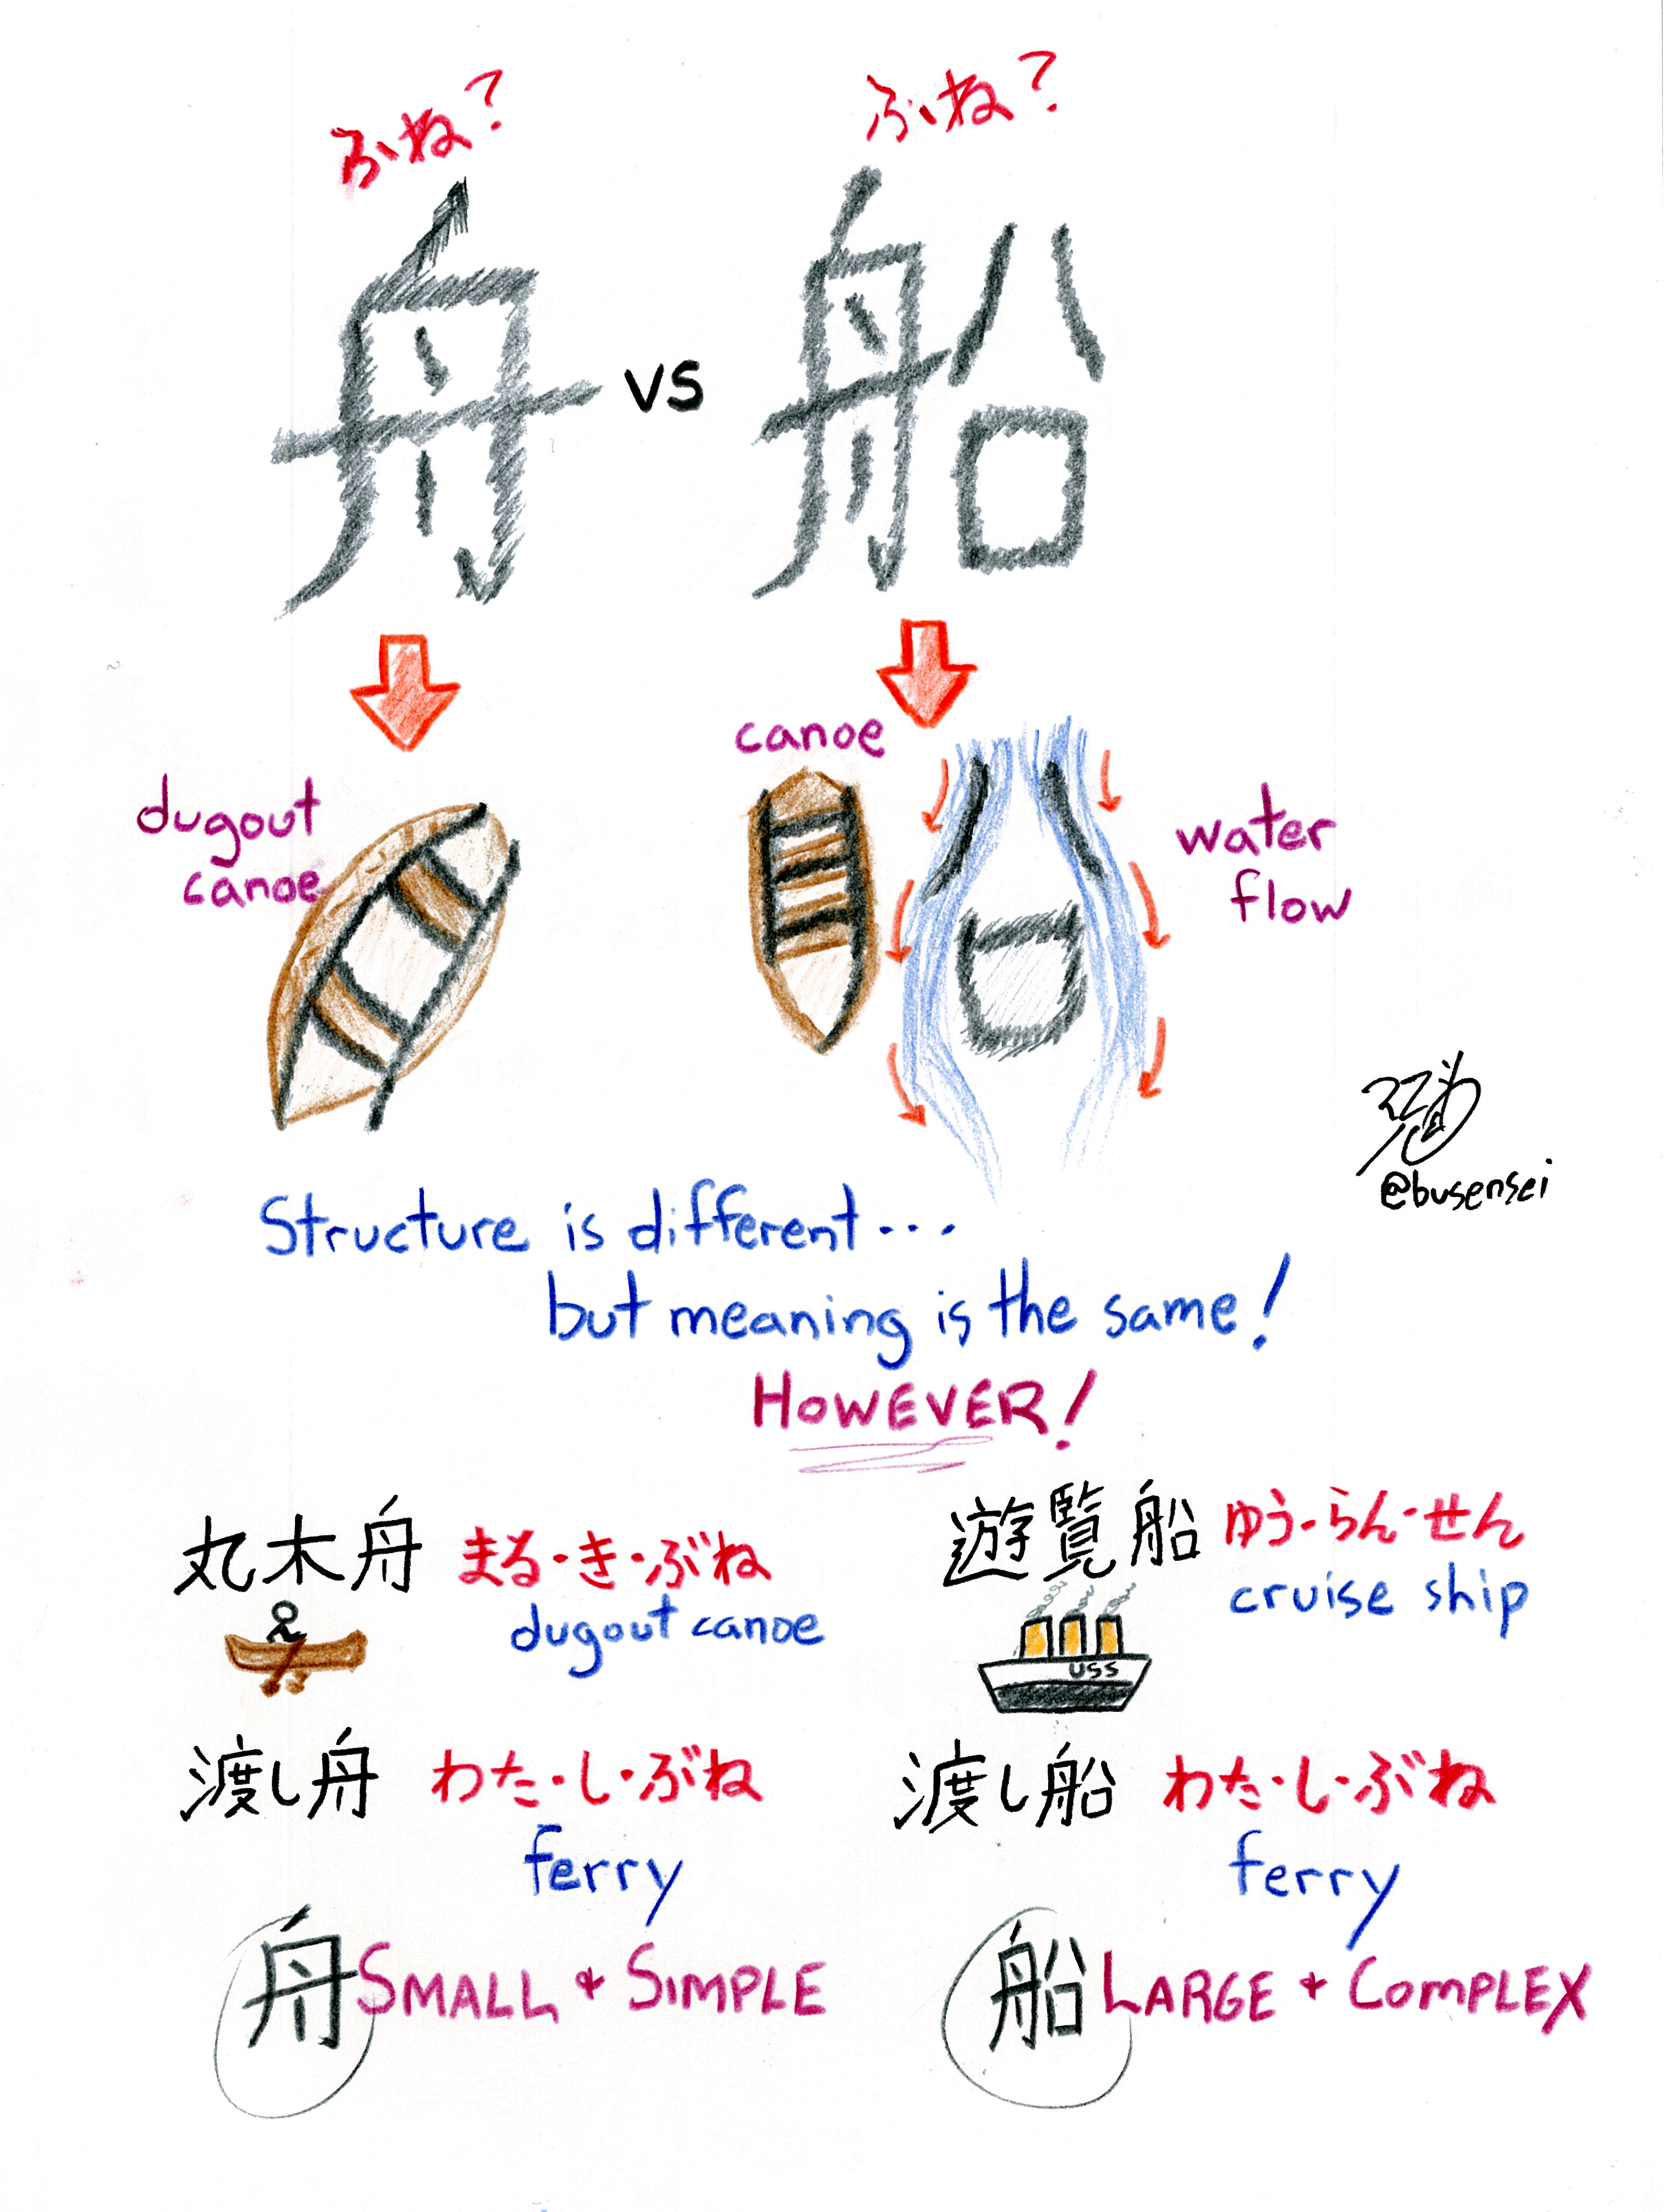 ふね?
ふね?
舟 vs 船
dugout
canoe
canoe
water
flow
@busensei
Structure is different...
but meaning is the same!
HOWEVER!
丸木舟 まる・き・ぶね
dugout canoe
遊覧船 ゆう・らん・せん
cruise ship
USS
渡し舟 わた・し・ぶね
ferry
渡し船 わた・し・ぶね
ferry
舟 SMALL + SIMPLE
船 LARGE + COMPLEX